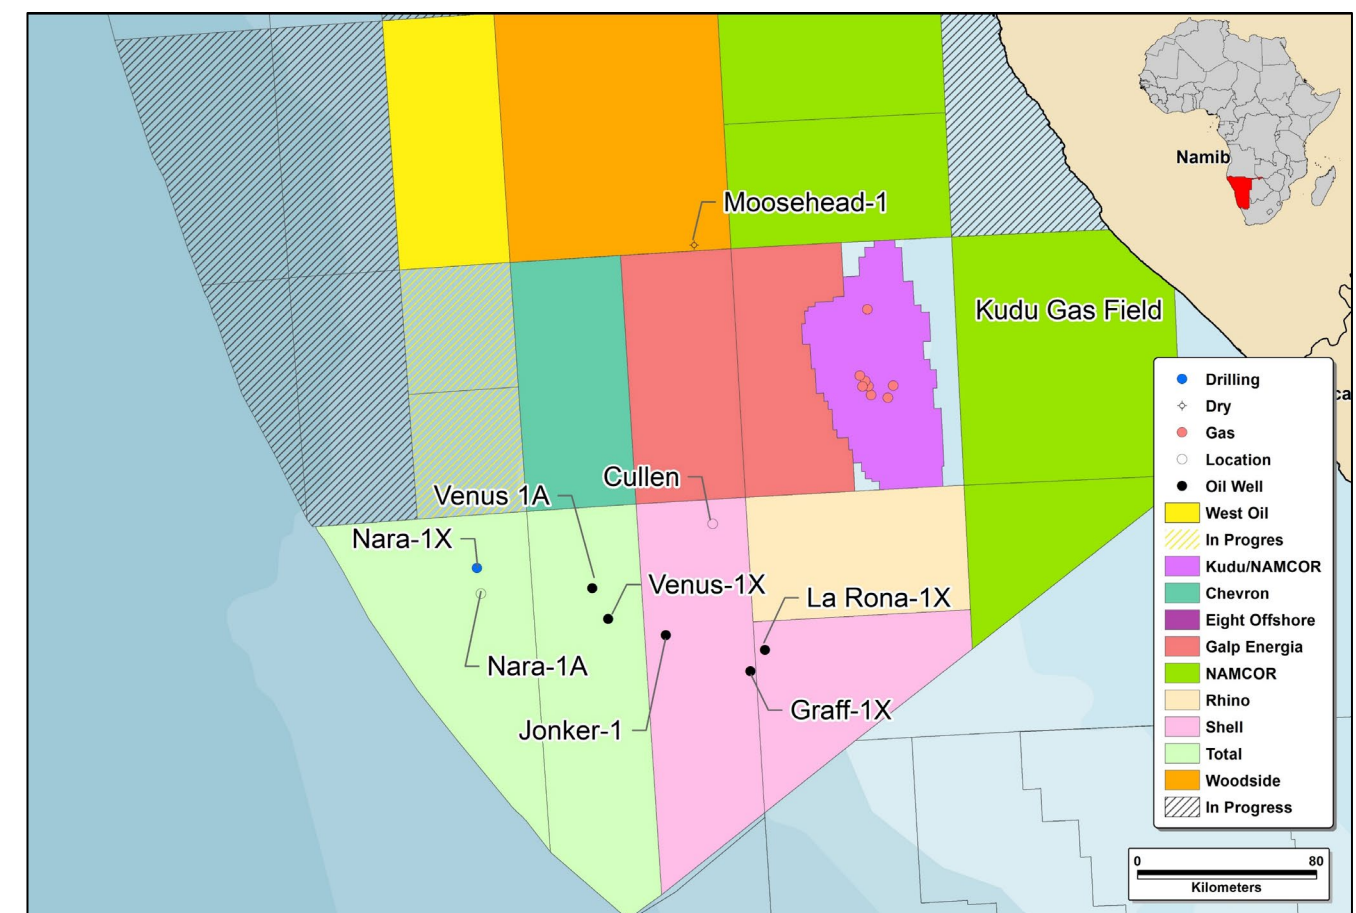 Namib
Moosehead-1
Kudu Gas Field
Cullen
Venus 1A
Nara-1X
Venus-1X
La Rona-1X
Nara-1A
Graff-1X
Jonker-1
ca
Drilling
Dry
Gas
Location
Oil Well
West Oil
In Progres
Kudu/NAMCOR
Chevron
Eight Offshore
Galp Energia
NAMCOR
Rhino
Shell
Total
Woodside
In Progress
0 80
Kilometers